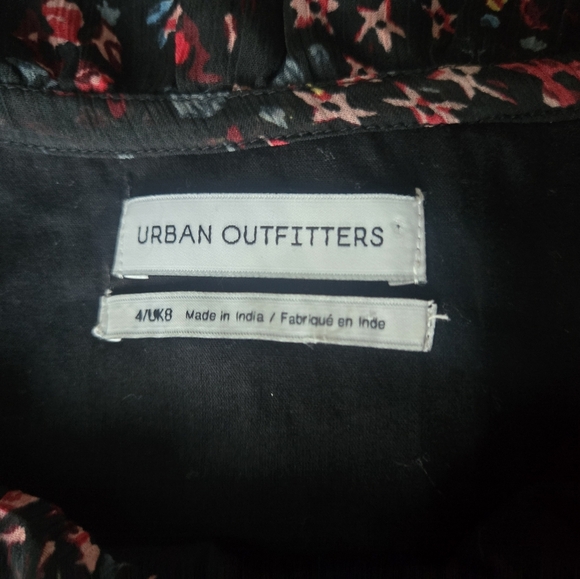 URBAN OUTFITTERS
4/UK8 Made in India / Fabriqué en Inde